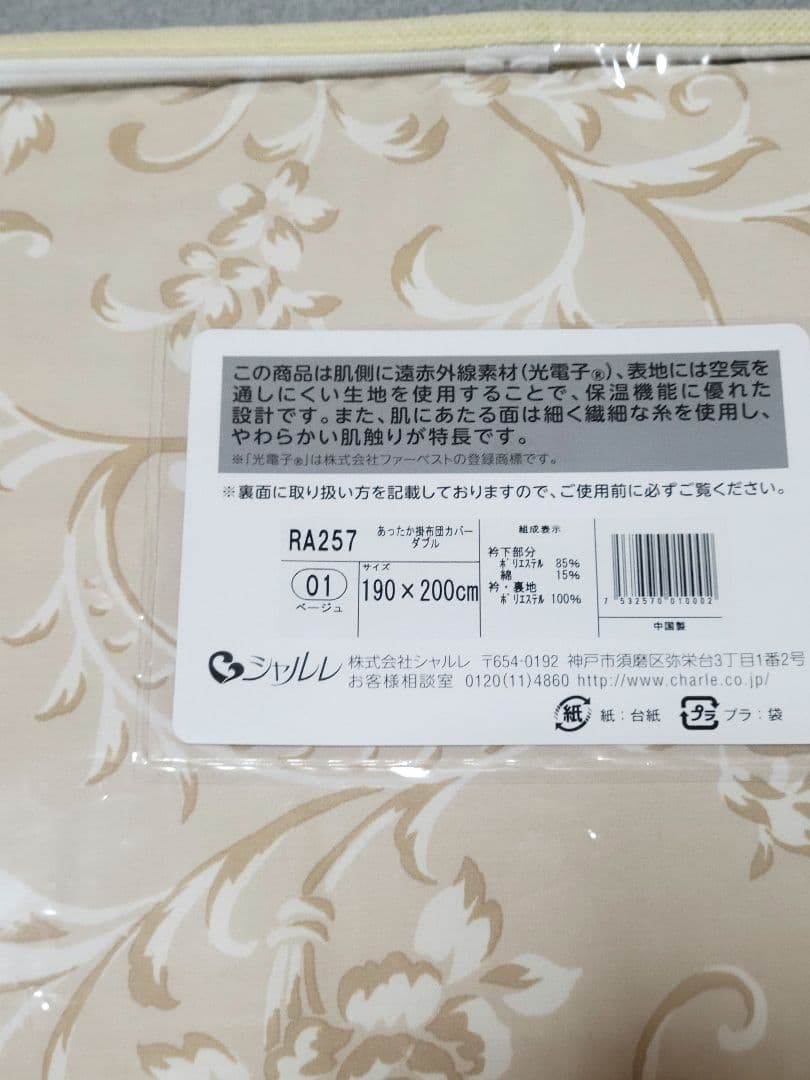 この商品は肌側に遠赤外線素材(光電子®)、表地には空気を
通しにくい生地を使用することで、保温機能に優れた
設計です。また、肌にあたる面は細く繊細な糸を使用し、
やわらかい肌触りが特長です。
※「光電子®」は株式会社ファーベストの登録商標です。
※裏面に取り扱い方を記載しておりますので、ご使用前に必ずご覧ください。
RA257
あったか掛布団カバー
ダブル
01
ベージュ
サイズ
190×200cm
組成表示
衿下部分
ポリエステル 85%
綿 15%
衿・裏地
ポリエステル 100%
7 532570 010002
中国製
シャルレ 株式会社シャルレ 〒654-0192 神戸市須磨区弥栄台3丁目1番2号
お客様相談室 0120(11)4860 http://www.charle.co.jp/
紙 紙:台紙 プラ プラ:袋